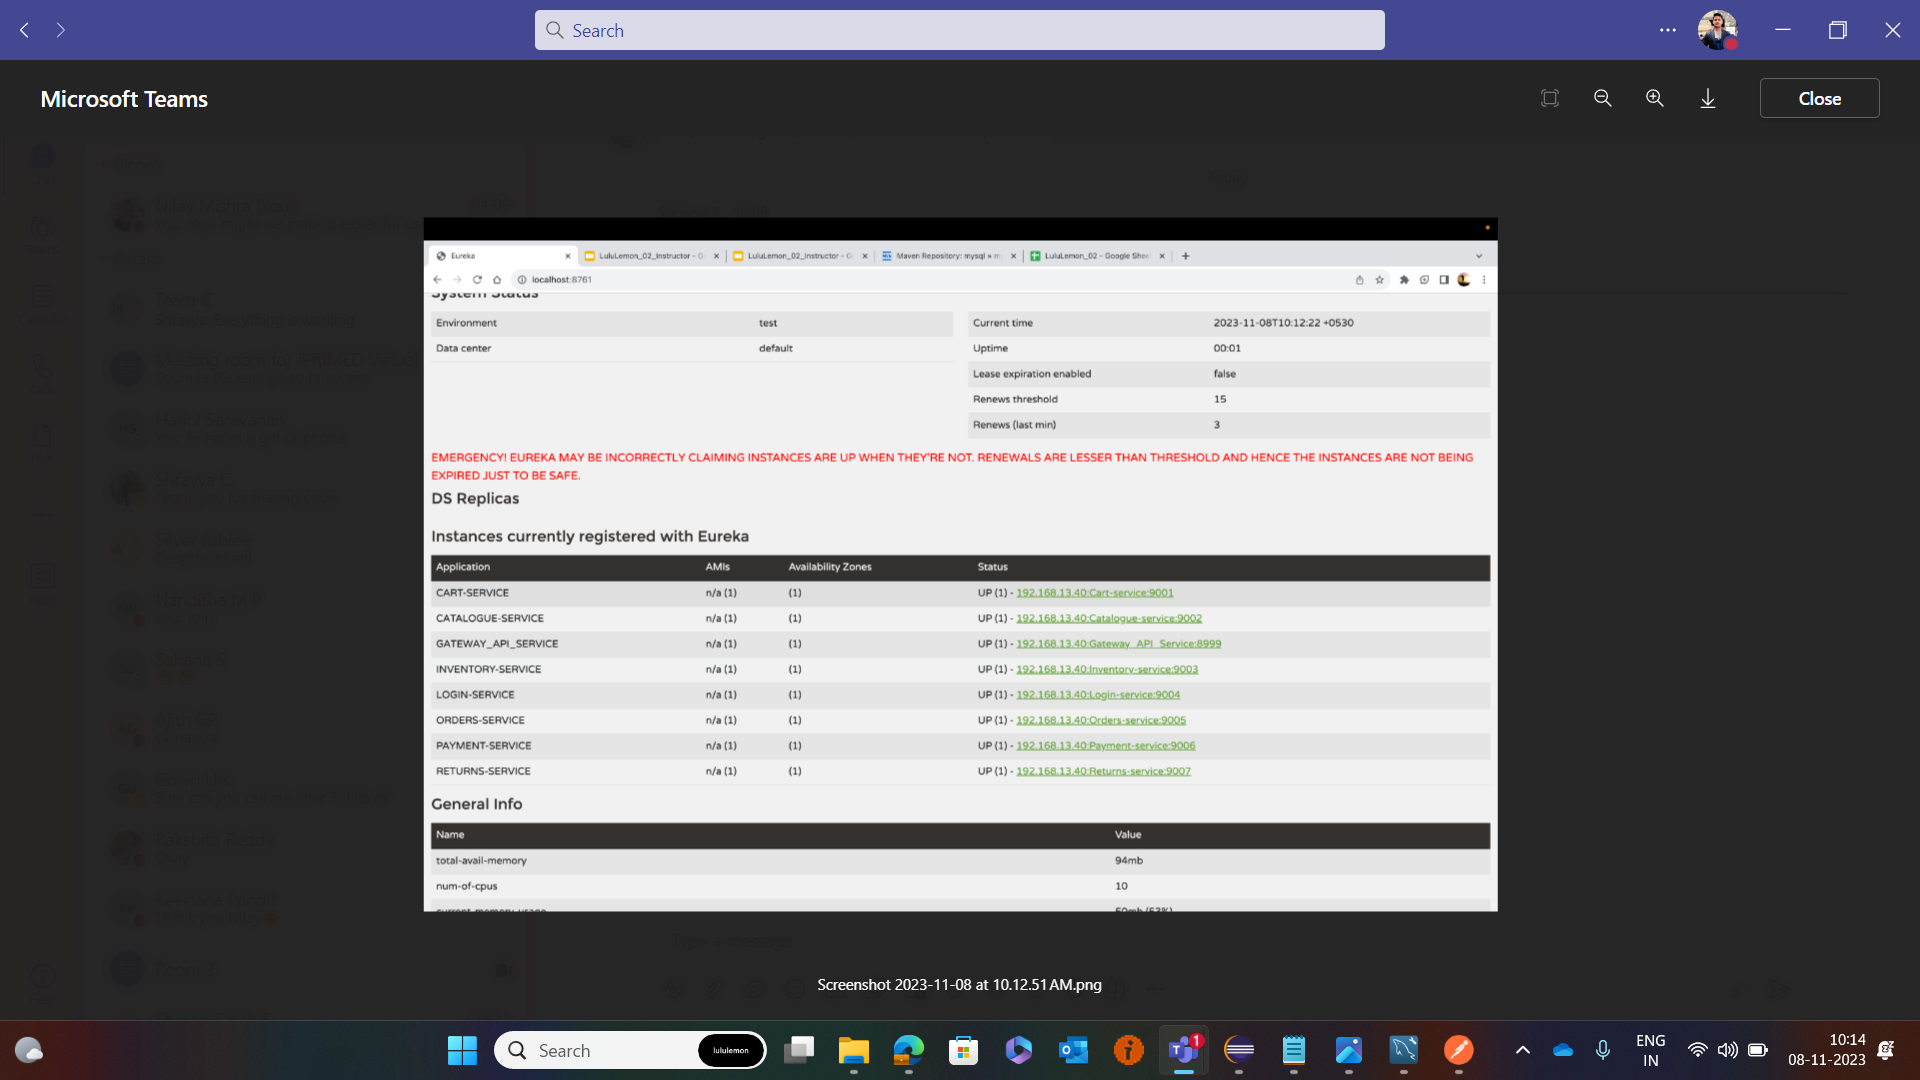 Search
Microsoft Teams
Close
Eureka
LuluLemon_02_Instructor - G
LuluLemon_02_Instructor - G
Maven Repository: mysql » m
LuluLemon_02 - Google Shee
localhost:8761
System Status
Environment test
Data center default
Current time 2023-11-08T10:12:22 +0530
Uptime 00:01
Lease expiration enabled false
Renews threshold 15
Renews (last min) 3
EMERGENCY! EUREKA MAY BE INCORRECTLY CLAIMING INSTANCES ARE UP WHEN THEY'RE NOT. RENEWALS ARE LESSER THAN THRESHOLD AND HENCE THE INSTANCES ARE NOT BEING
EXPIRED JUST TO BE SAFE.
DS Replicas
Instances currently registered with Eureka
Application AMIs Availability Zones Status
CART-SERVICE n/a (1) (1) UP (1) - 192.168.13.40:Cart-service:9001
CATALOGUE-SERVICE n/a (1) (1) UP (1) - 192.168.13.40:Catalogue-service:9002
GATEWAY_API_SERVICE n/a (1) (1) UP (1) - 192.168.13.40:Gateway_API_Service:8999
INVENTORY-SERVICE n/a (1) (1) UP (1) - 192.168.13.40:Inventory-service:9003
LOGIN-SERVICE n/a (1) (1) UP (1) - 192.168.13.40:Login-service:9004
ORDERS-SERVICE n/a (1) (1) UP (1) - 192.168.13.40:Orders-service:9005
PAYMENT-SERVICE n/a (1) (1) UP (1) - 192.168.13.40:Payment-service:9006
RETURNS-SERVICE n/a (1) (1) UP (1) - 192.168.13.40:Returns-service:9007
General Info
Name Value
total-avail-memory 94mb
num-of-cpus 10
current-memory-usage 50mb (53%)
Type a message
Screenshot 2023-11-08 at 10.12.51 AM.png
Search
lululemon
1
ENG
IN
10:14
08-11-2023